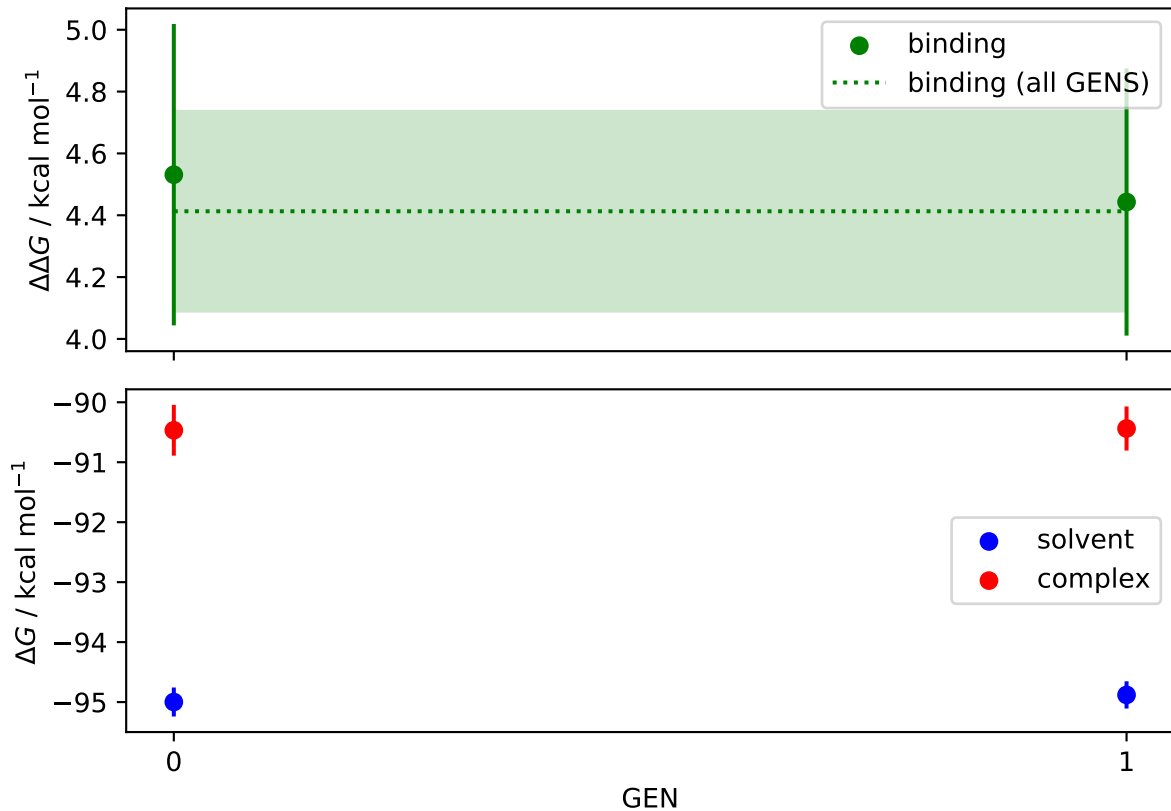 5.0
4.8
4.6
4.4
4.2
4.0
ΔΔG / kcal mol⁻¹
binding
binding (all GENS)
−90
−91
−92
−93
−94
−95
ΔG / kcal mol⁻¹
solvent
complex
0
1
GEN